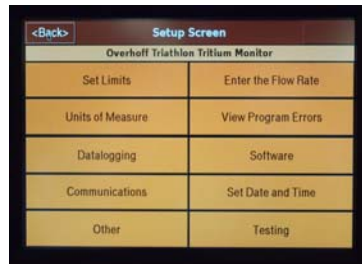 <Back> Setup Screen
Overhoff Triathlon Tritium Monitor
Set Limits Enter the Flow Rate
Units of Measure View Program Errors
Datalogging Software
Communications Set Date and Time
Other Testing